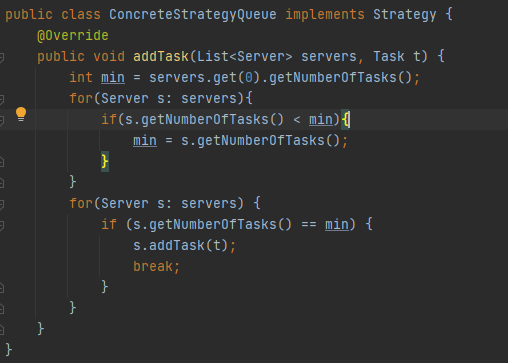 public class ConcreteStrategyQueue implements Strategy {
    @Override
    public void addTask(List<Server> servers, Task t) {
        int min = servers.get(0).getNumberOfTasks();
        for(Server s: servers){
            if(s.getNumberOfTasks() < min){
                min = s.getNumberOfTasks();
            }
        }
        for(Server s: servers) {
            if (s.getNumberOfTasks() == min) {
                s.addTask(t);
                break;
            }
        }
    }
}